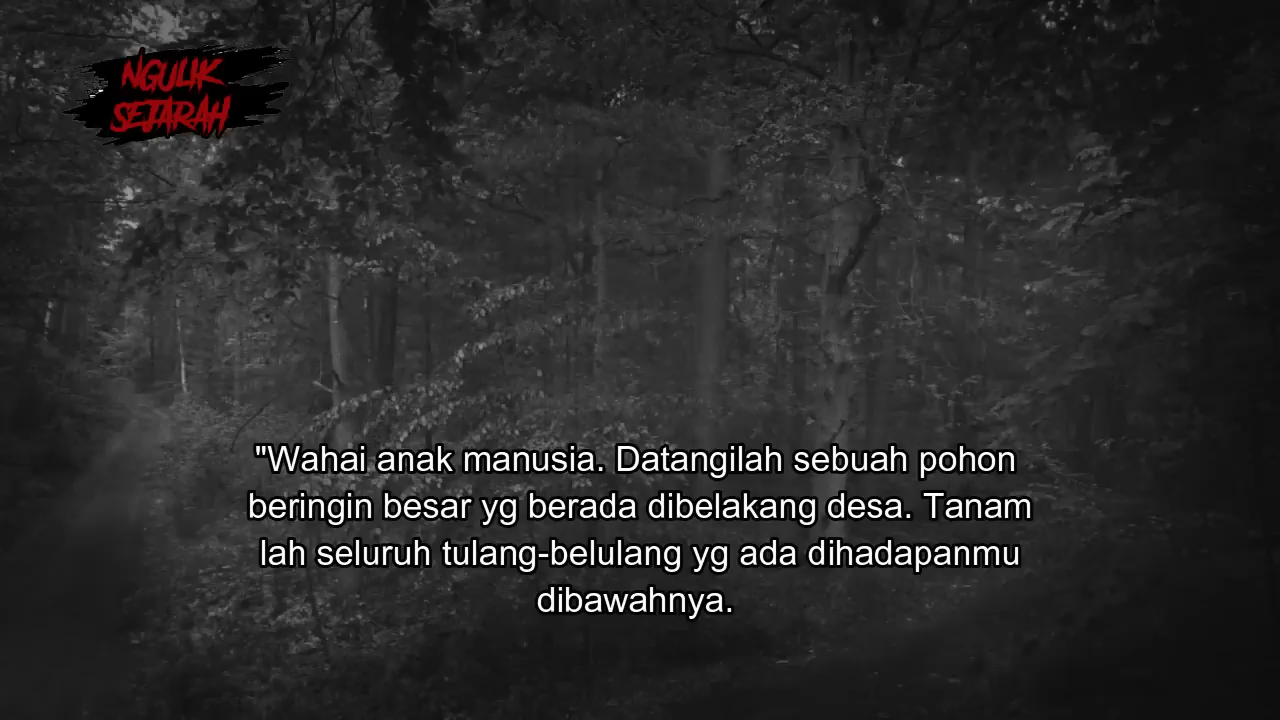 NGULIK
SEJARAH
"Wahai anak manusia. Datangilah sebuah pohon
beringin besar yg berada dibelakang desa. Tanam
lah seluruh tulang-belulang yg ada dihadapanmu
dibawahnya.